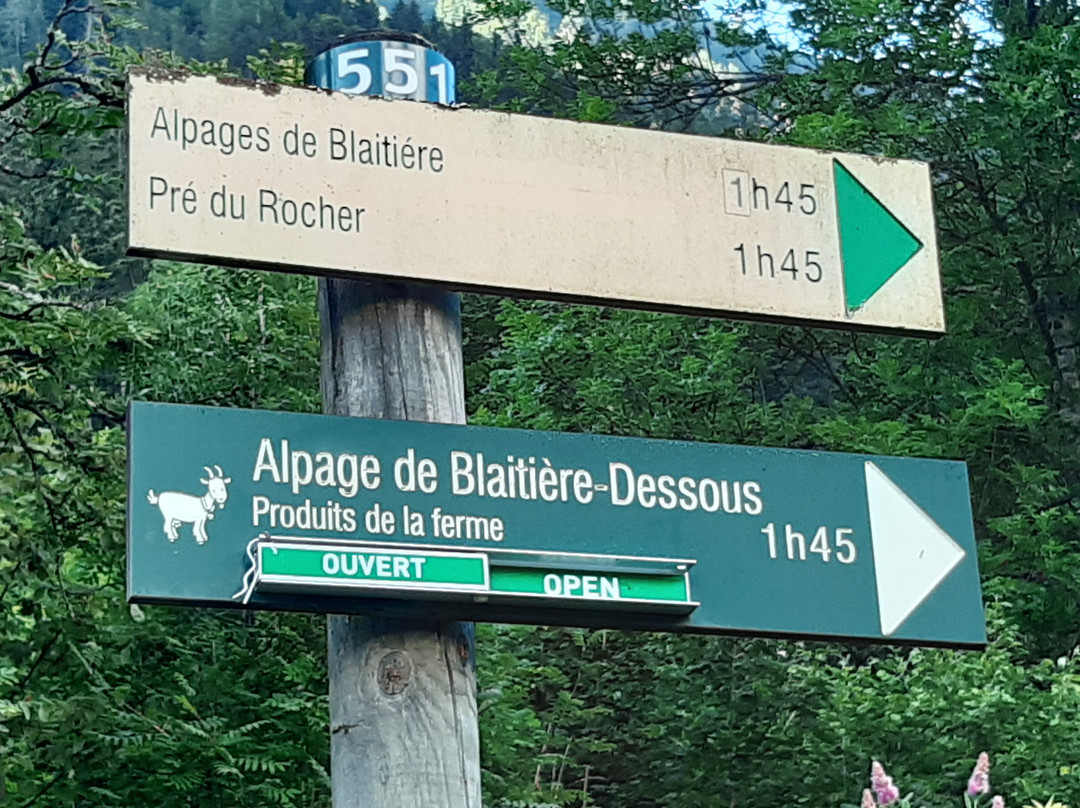 551
Alpages de Blaitiére 1h45
Pré du Rocher 1h45
Alpage de Blaitière-Dessous
Produits de la ferme
1h45
OUVERT OPEN